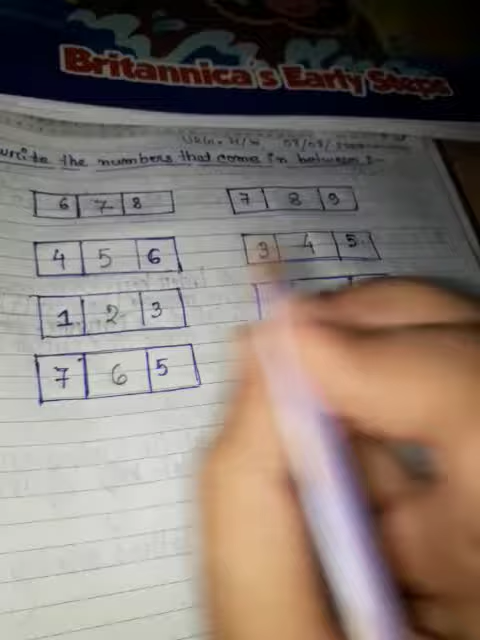 Britannica's Early Steps
write the numbers that come in between :-
6 7 8 7 8 9
4 5 6 3 4 5
1 2 3
7 6 5